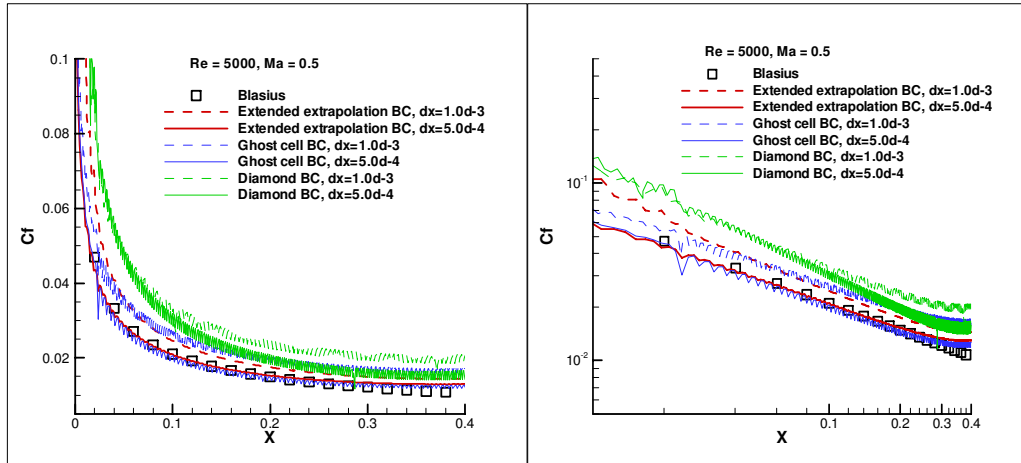 0.1
0.08
0.06
0.04
0.02
Cf
0
0.1
0.2
0.3
0.4
X
Re = 5000, Ma = 0.5
Blasius
Extended extrapolation BC, dx=1.0d-3
Extended extrapolation BC, dx=5.0d-4
Ghost cell BC, dx=1.0d-3
Ghost cell BC, dx=5.0d-4
Diamond BC, dx=1.0d-3
Diamond BC, dx=5.0d-4
10-1
10-2
Cf
0.1
0.2
0.3
0.4
X
Re = 5000, Ma = 0.5
Blasius
Extended extrapolation BC, dx=1.0d-3
Extended extrapolation BC, dx=5.0d-4
Ghost cell BC, dx=1.0d-3
Ghost cell BC, dx=5.0d-4
Diamond BC, dx=1.0d-3
Diamond BC, dx=5.0d-4